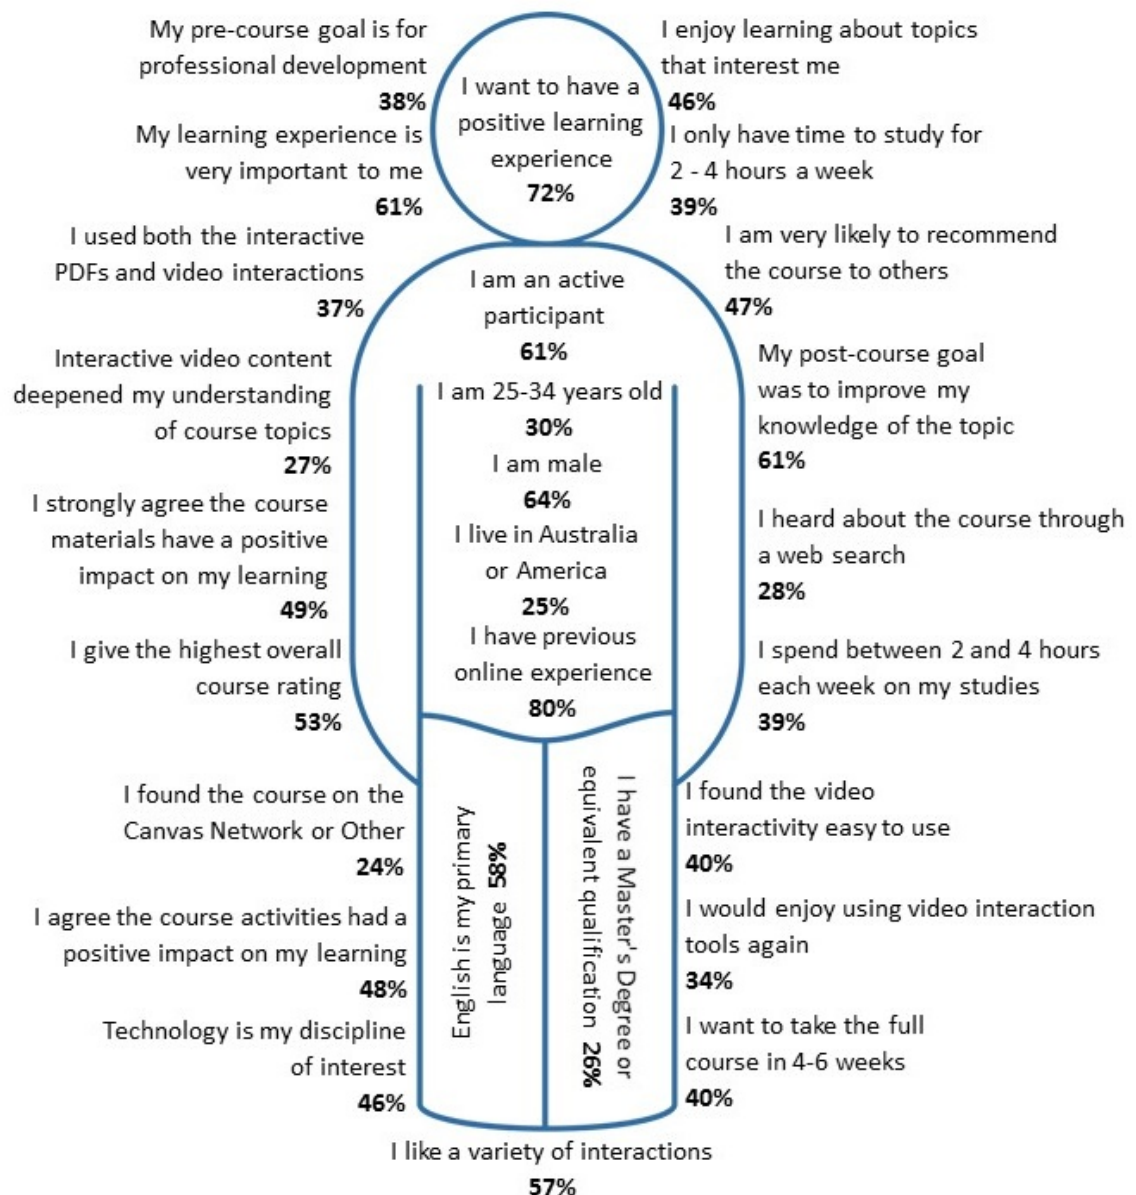 My pre-course goal is for
professional development
38%
My learning experience is
very important to me
61%
I used both the interactive
PDFs and video interactions
37%
Interactive video content
deepened my understanding
of course topics
27%
I strongly agree the course
materials have a positive
impact on my learning
49%
I give the highest overall
course rating
53%
I found the course on the
Canvas Network or Other
24%
I agree the course activities had a
positive impact on my learning
48%
Technology is my discipline
of interest
46%
I want to have a
positive learning
experience
72%
I am an active
participant
61%
I am 25-34 years old
30%
I am male
64%
I live in Australia
or America
25%
I have previous
online experience
80%
English is my primary
language 58%
I have a Master's Degree or
equivalent qualification 26%
I enjoy learning about topics
that interest me
46%
I only have time to study for
2 - 4 hours a week
39%
I am very likely to recommend
the course to others
47%
My post-course goal
was to improve my
knowledge of the topic
61%
I heard about the course through
a web search
28%
I spend between 2 and 4 hours
each week on my studies
39%
I found the video
interactivity easy to use
40%
I would enjoy using video interaction
tools again
34%
I want to take the full
course in 4-6 weeks
40%
I like a variety of interactions
57%